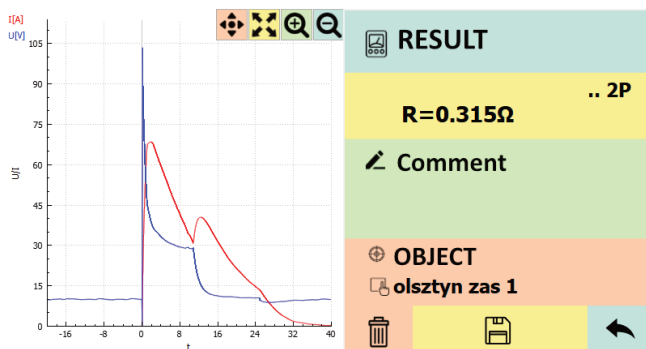 I[A]
U[V]
105
90
75
60
45
30
15
0
U/I
-16 -8 0 8 16 24 32 40
t
RESULT
.. 2P
R=0.315Ω
Comment
OBJECT
olsztyn zas 1